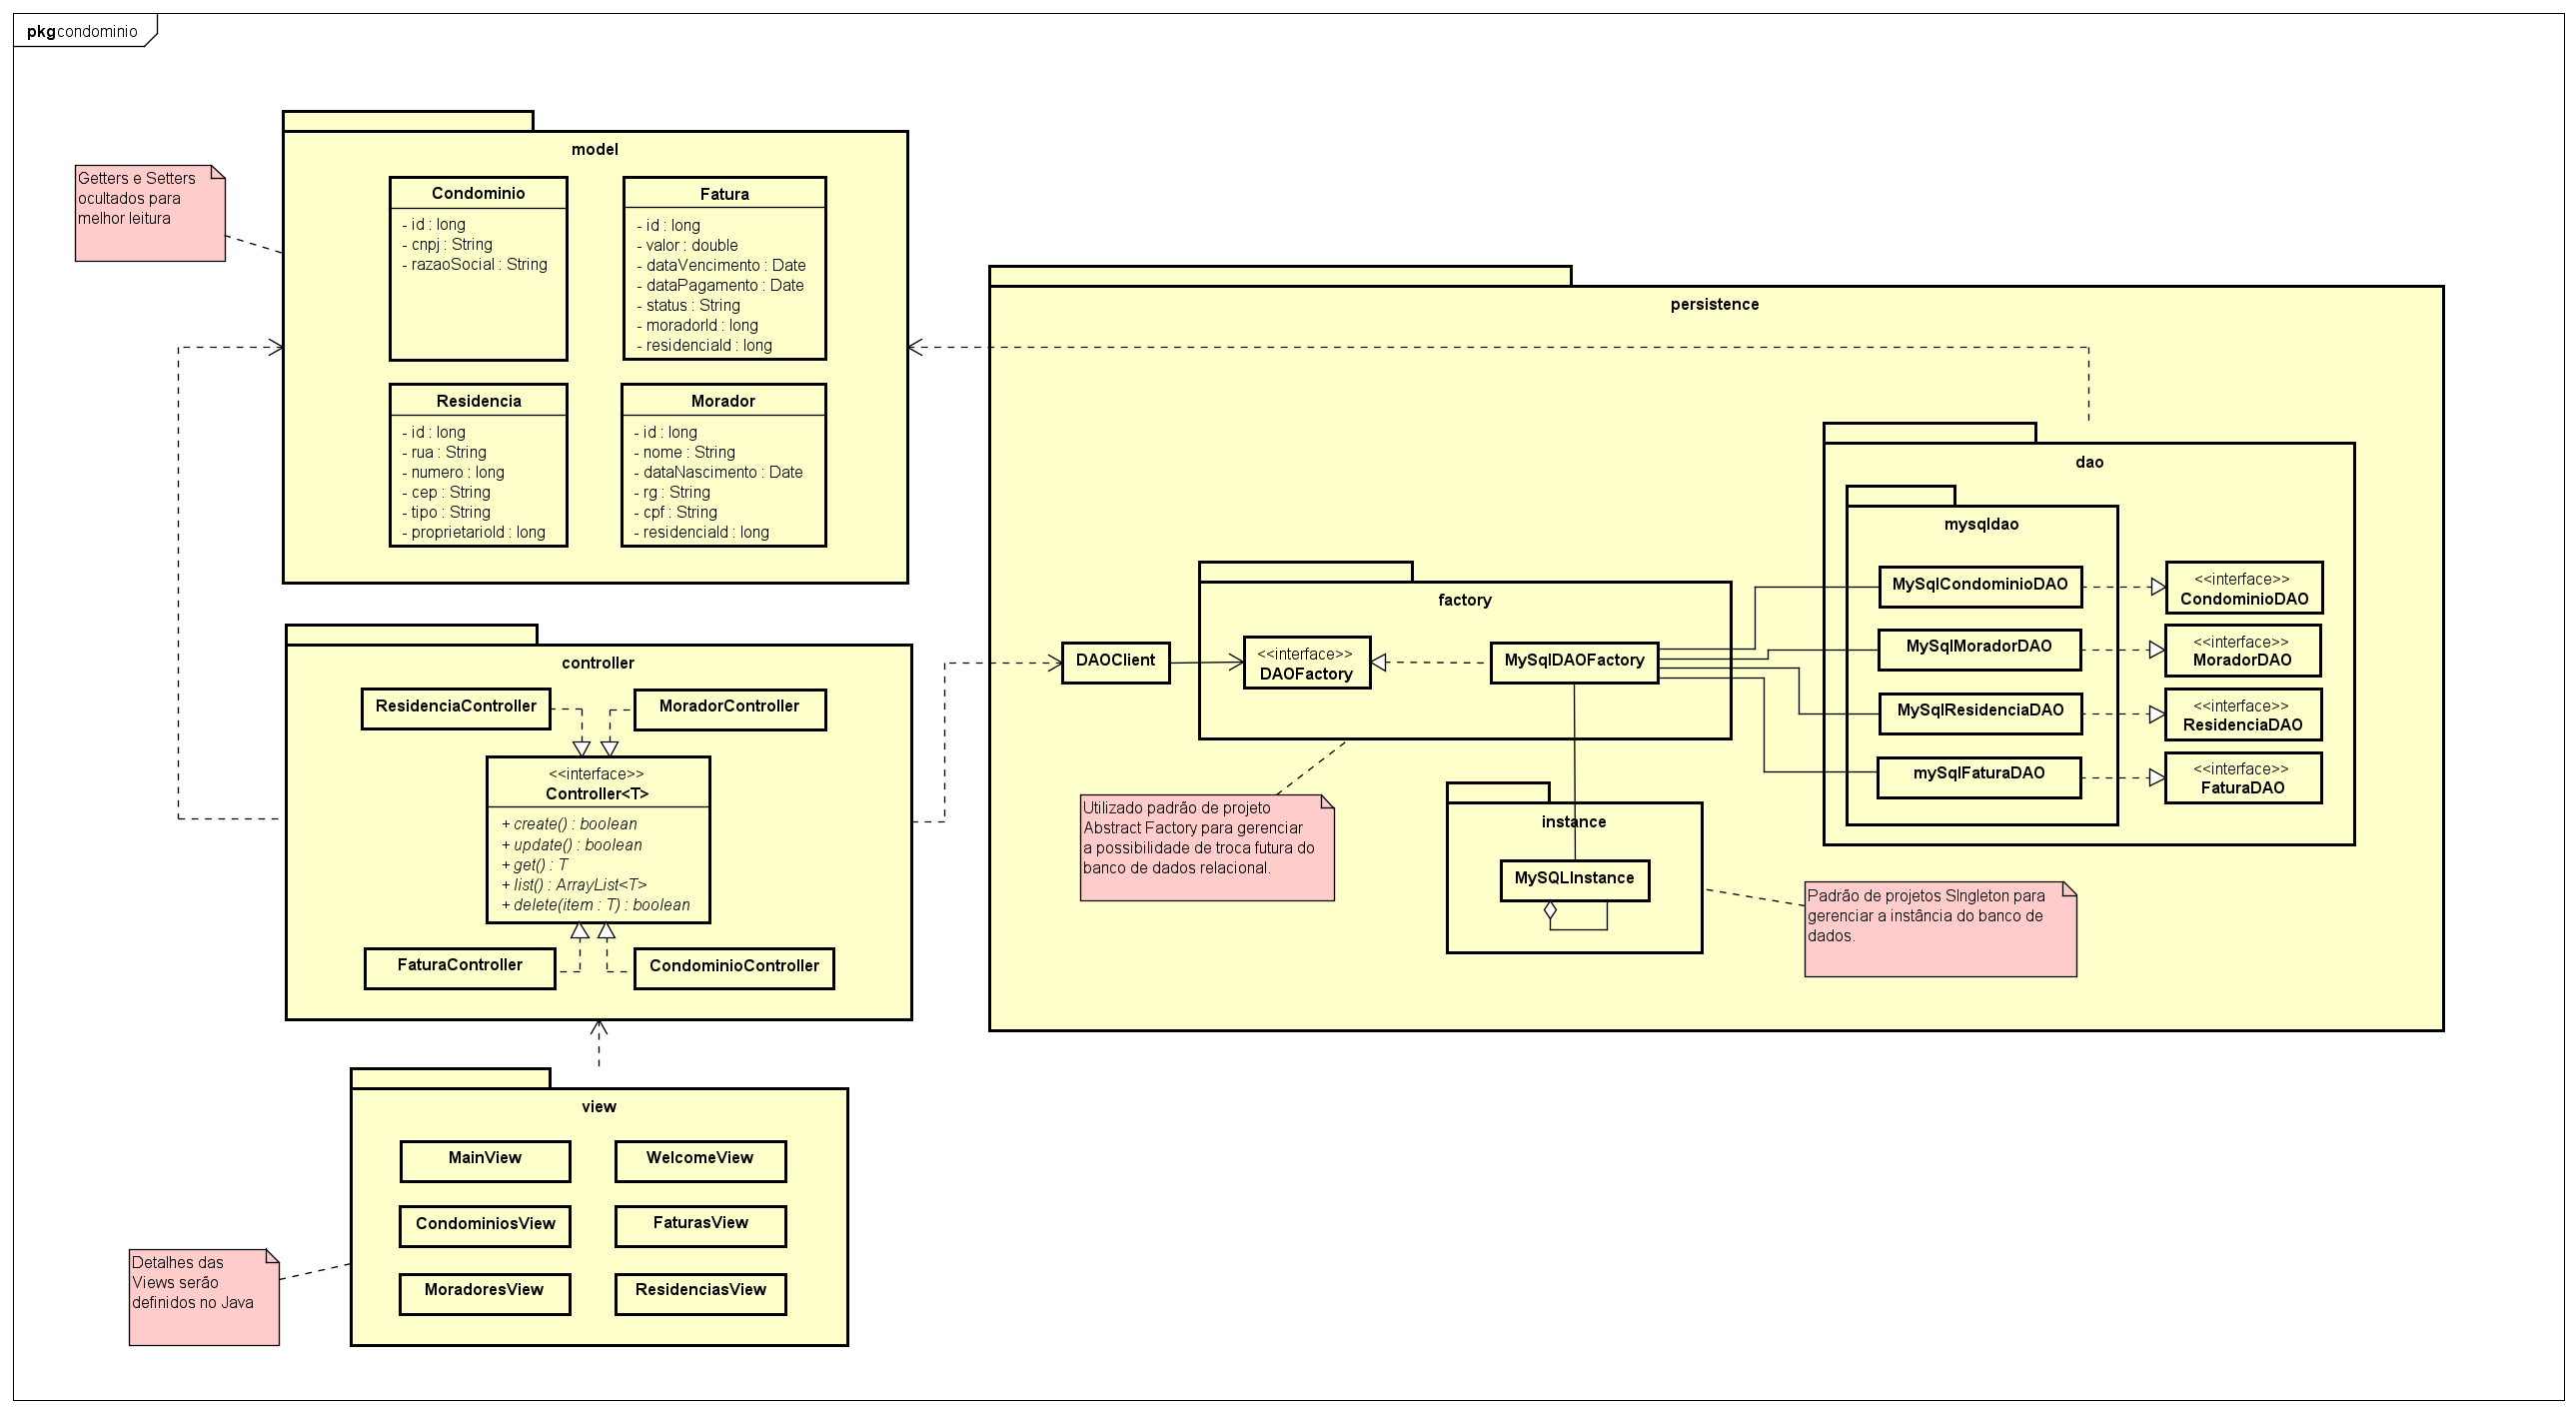 pkg condominio
model
Getters e Setters
ocultados para
melhor leitura
Condominio
- id : long
- cnpj : String
- razaoSocial : String
Fatura
- id : long
- valor : double
- dataVencimento : Date
- dataPagamento : Date
- status : String
- moradorId : long
- residenciaId : long
Residencia
- id : long
- rua : String
- numero : long
- cep : String
- tipo : String
- proprietarioId : long
Morador
- id : long
- nome : String
- dataNascimento : Date
- rg : String
- cpf : String
- residenciaId : long
controller
ResidenciaController
MoradorController
<<interface>>
Controller<T>
+ create() : boolean
+ update() : boolean
+ get() : T
+ list() : ArrayList<T>
+ delete(item : T) : boolean
FaturaController
CondominioController
view
MainView
WelcomeView
CondominiosView
FaturasView
MoradoresView
ResidenciasView
Detalhes das
Views serão
definidos no Java
persistence
DAOClient
factory
<<interface>>
DAOFactory
MySqlDAOFactory
Utilizado padrão de projeto
Abstract Factory para gerenciar
a possibilidade de troca futura do
banco de dados relacional.
instance
MySQLInstance
Padrão de projetos SIngleton para
gerenciar a instância do banco de
dados.
dao
mysqldao
MySqlCondominioDAO
<<interface>>
CondominioDAO
MySqlMoradorDAO
<<interface>>
MoradorDAO
MySqlResidenciaDAO
<<interface>>
ResidenciaDAO
mySqlFaturaDAO
<<interface>>
FaturaDAO